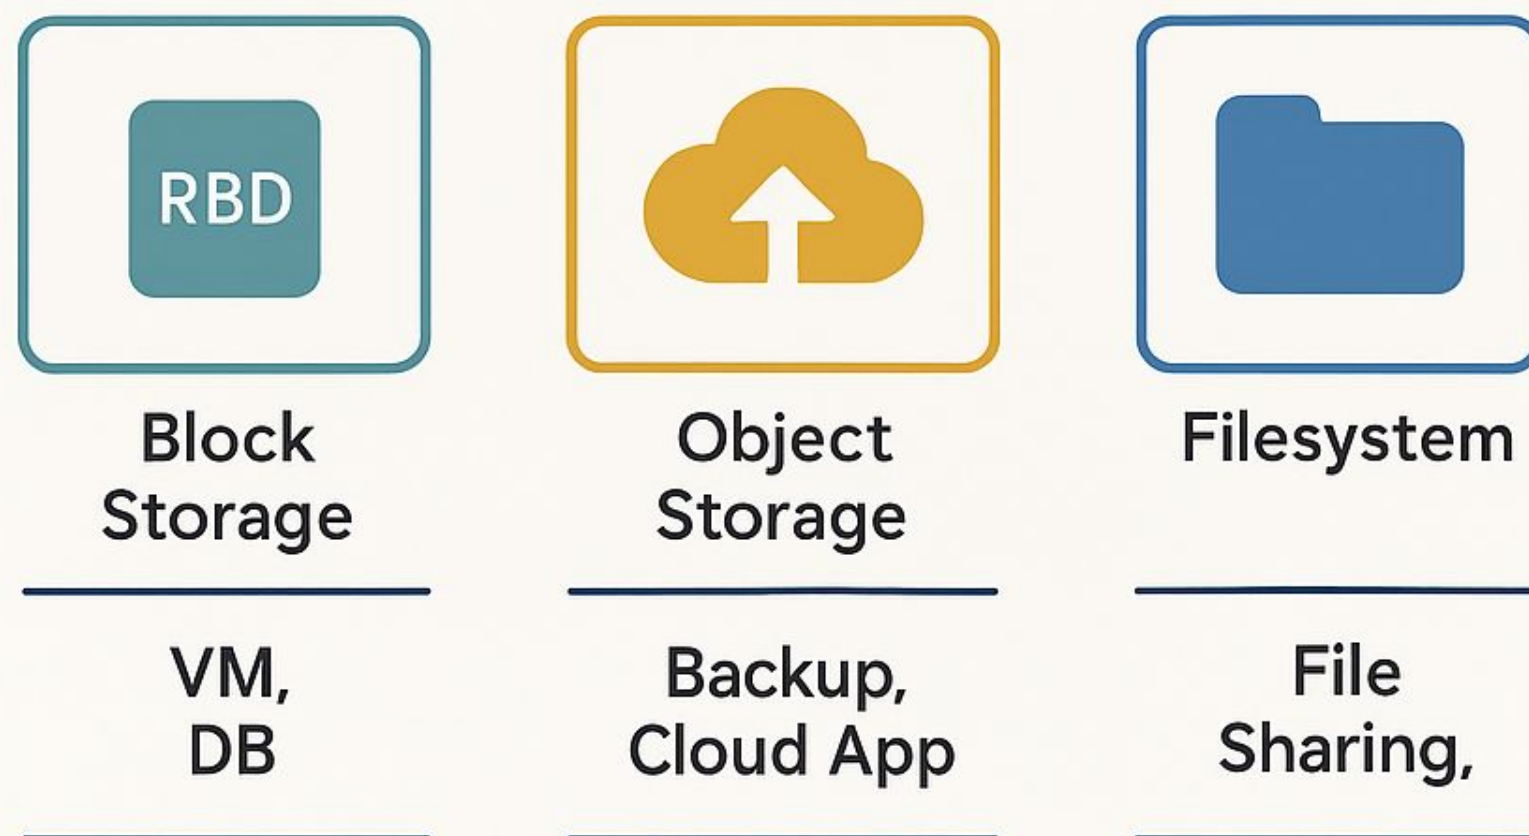 RBD
Block
Storage
VM,
DB
Object
Storage
Backup,
Cloud App
Filesystem
File
Sharing,